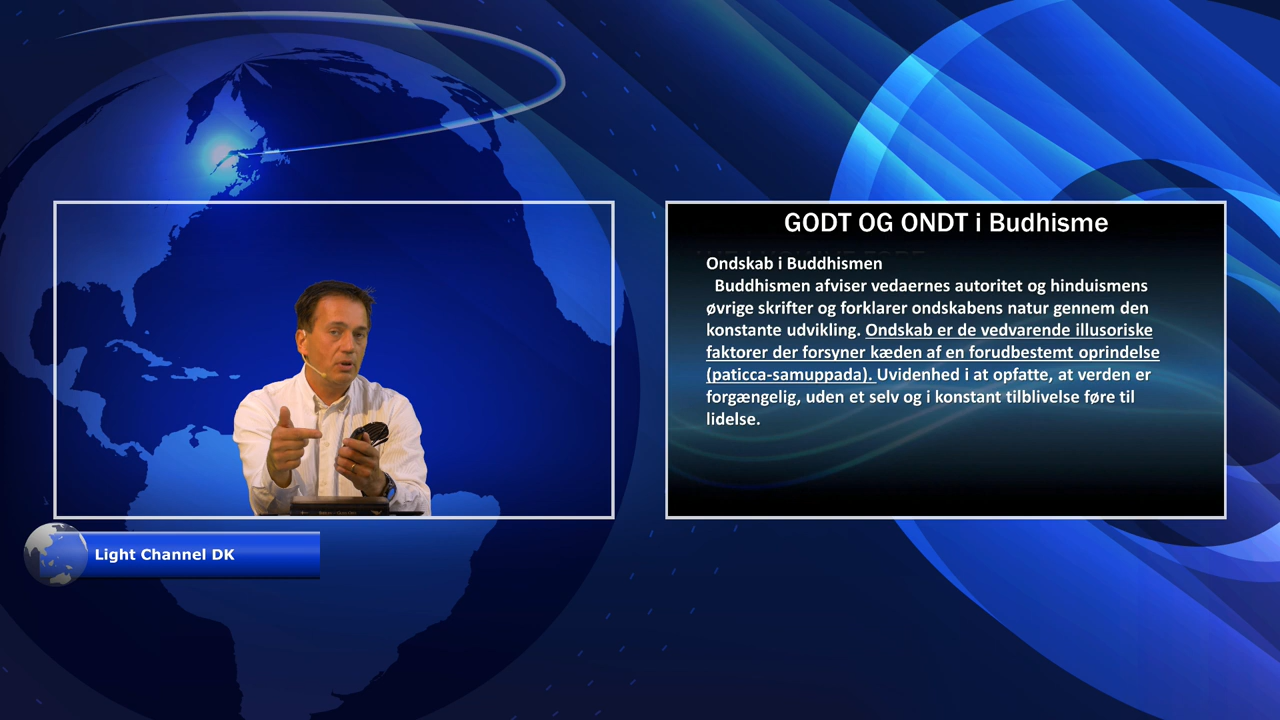 GODT OG ONDT i Budhisme
Ondskab i Buddhismen
Buddhismen afviser vedaernes autoritet og hinduismens
øvrige skrifter og forklarer ondskabens natur gennem den
konstante udvikling. Ondskab er de vedvarende illusoriske
faktorer der forsyner kæden af en forudbestemt oprindelse
(paticca-samuppada). Uvidenhed i at opfatte, at verden er
forgængelig, uden et selv og i konstant tilblivelse føre til
lidelse.
Light Channel DK